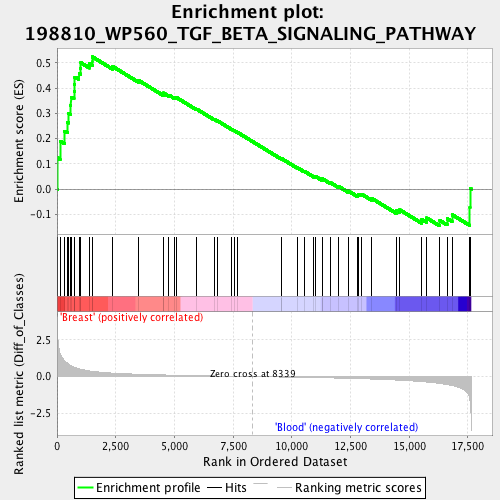 Enrichment plot:
198810_WP560_TGF_BETA_SIGNALING_PATHWAY
Enrichment score (ES)
0.5
0.4
0.3
0.2
0.1
0.0
-0.1
'Breast' (positively correlated)
Ranked list metric (Diff_of_Classes)
2.5
0.0
-2.5
Zero cross at 8339
'Blood' (negatively correlated)
0 2,500 5,000 7,500 10,000 12,500 15,000 17,500
Rank in Ordered Dataset
Enrichment profile Hits Ranking metric scores